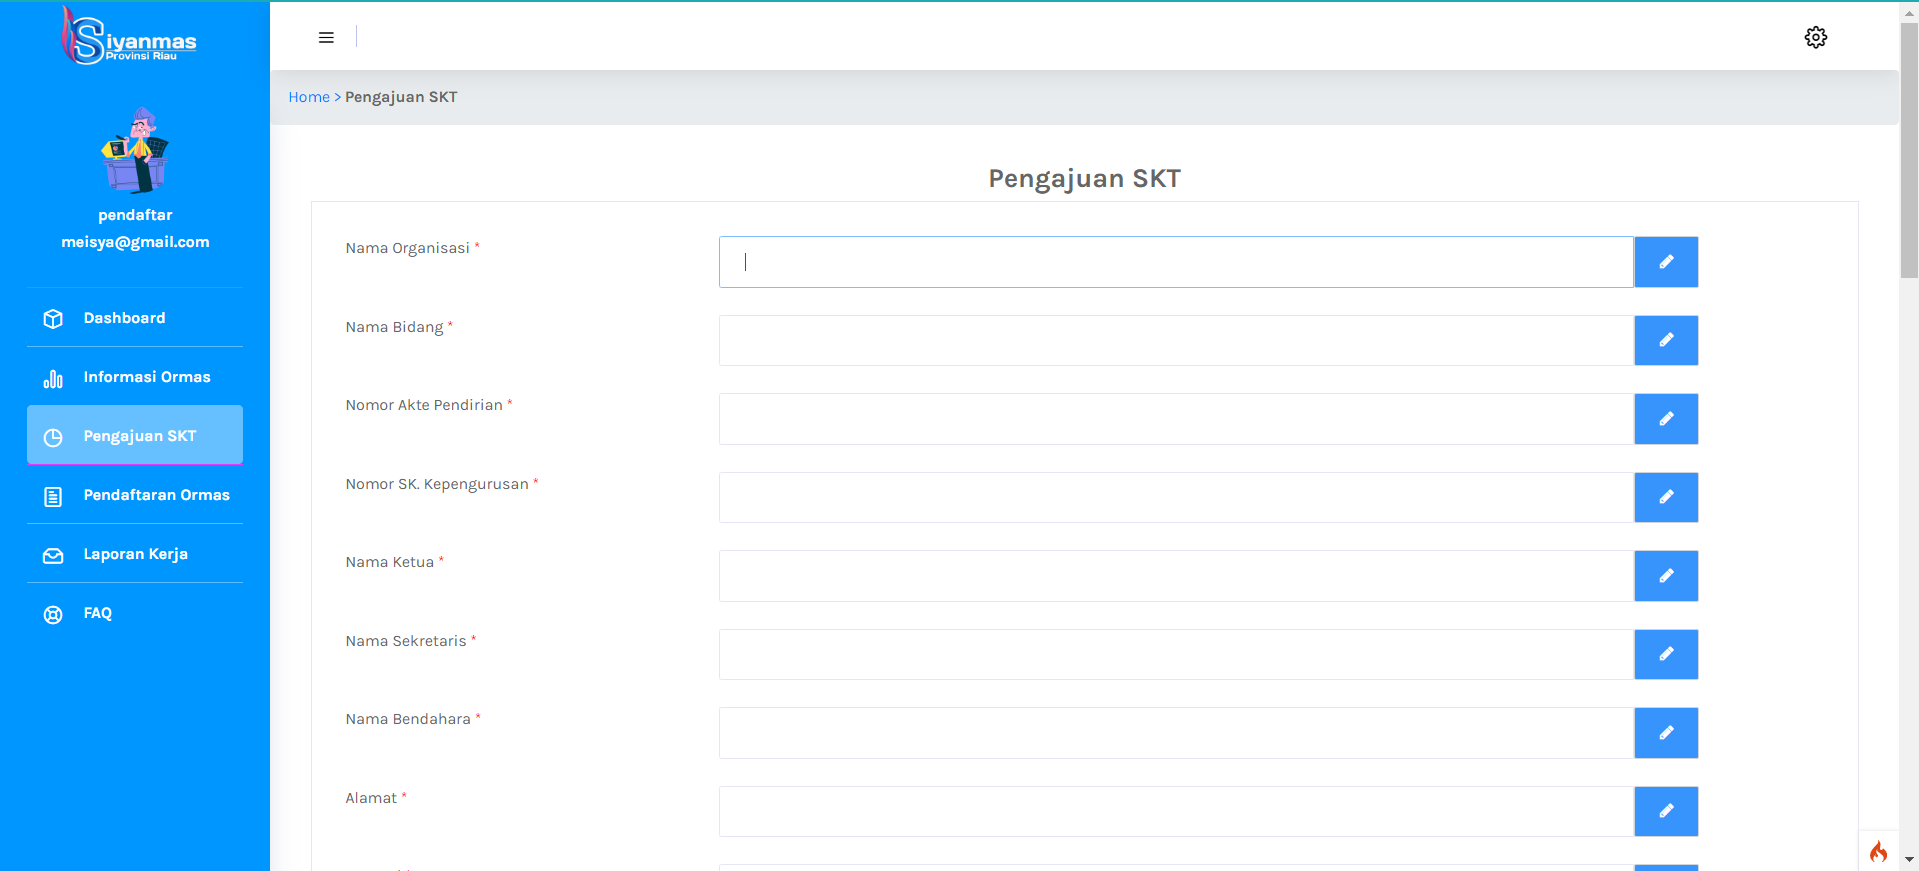 Siyanmas
Provinsi Riau
pendaftar
meisya@gmail.com
Dashboard
Informasi Ormas
Pengajuan SKT
Pendaftaran Ormas
Laporan Kerja
FAQ
Home > Pengajuan SKT
Pengajuan SKT
Nama Organisasi *
Nama Bidang *
Nomor Akte Pendirian *
Nomor SK. Kepengurusan *
Nama Ketua *
Nama Sekretaris *
Nama Bendahara *
Alamat *